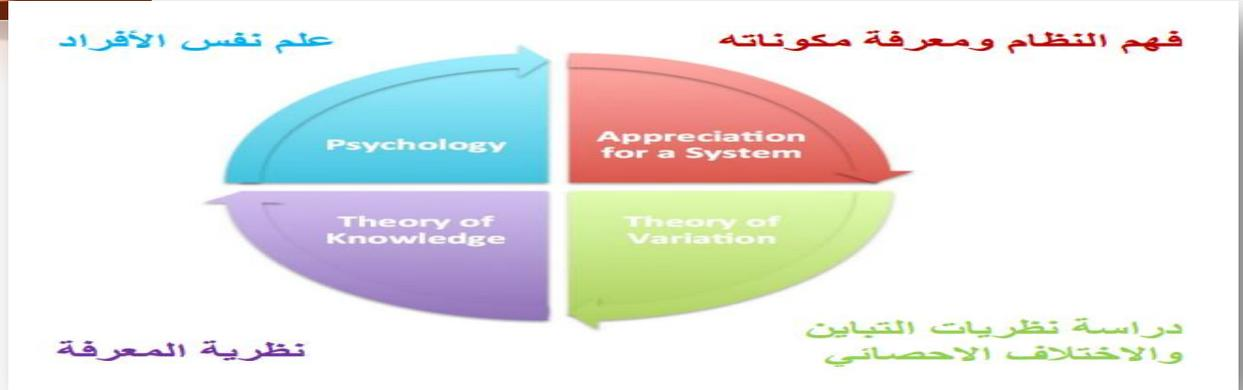 علم نفس الأفراد
فهم النظام ومعرفة مكوناته
Psychology
Appreciation
for a System
Theory of
Knowledge
Theory of
Variation
نظرية المعرفة
دراسة نظريات التباين
والاختلاف الاحصائي